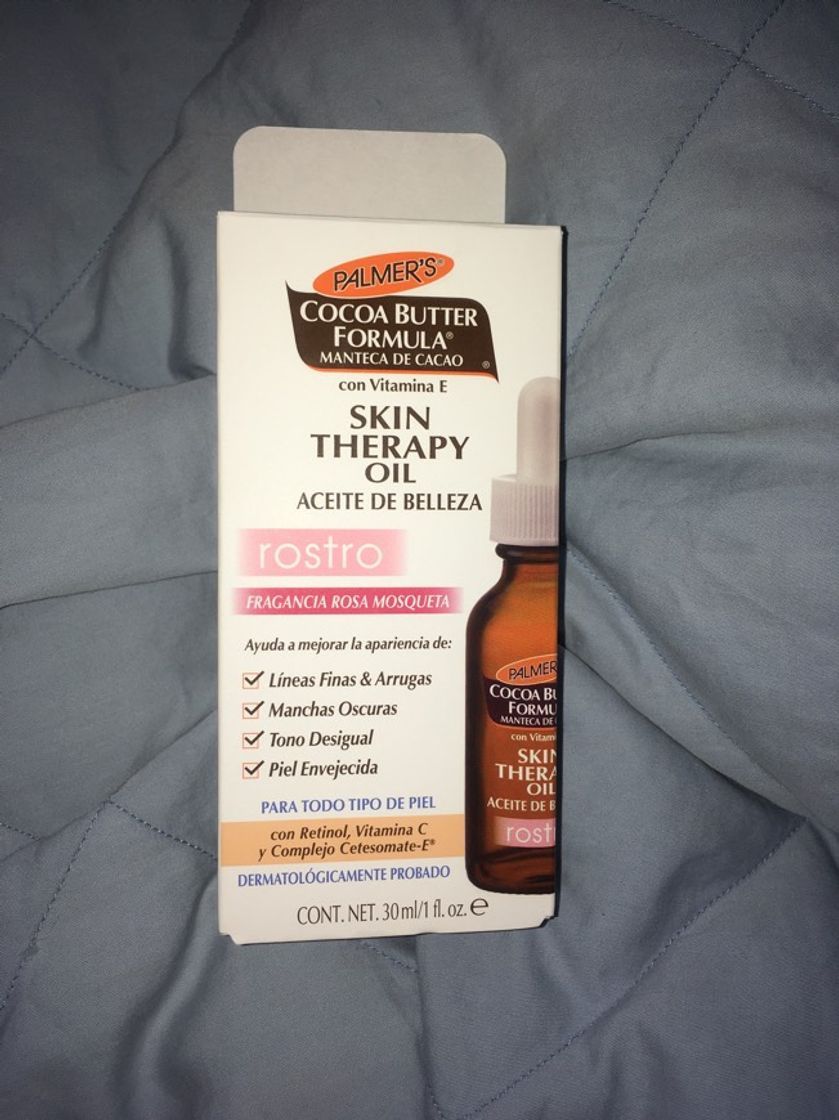 PALMER'S®
COCOA BUTTER
FORMULA®
MANTECA DE CACAO ®
con Vitamina E
SKIN
THERAPY
OIL
ACEITE DE BELLEZA
rostro
FRAGANCIA ROSA MOSQUETA
Ayuda a mejorar la apariencia de:
Líneas Finas & Arrugas
Manchas Oscuras
Tono Desigual
Piel Envejecida
PARA TODO TIPO DE PIEL
con Retinol, Vitamina C
y Complejo Cetesomate-E®
DERMATOLÓGICAMENTE PROBADO
CONT. NET. 30 ml/1 fl. oz. ℮
PALMER
COCOA BU
FORMU
MANTECA DE
con Vitam
SKIN
THERA
OIL
ACEITE DE B
rost